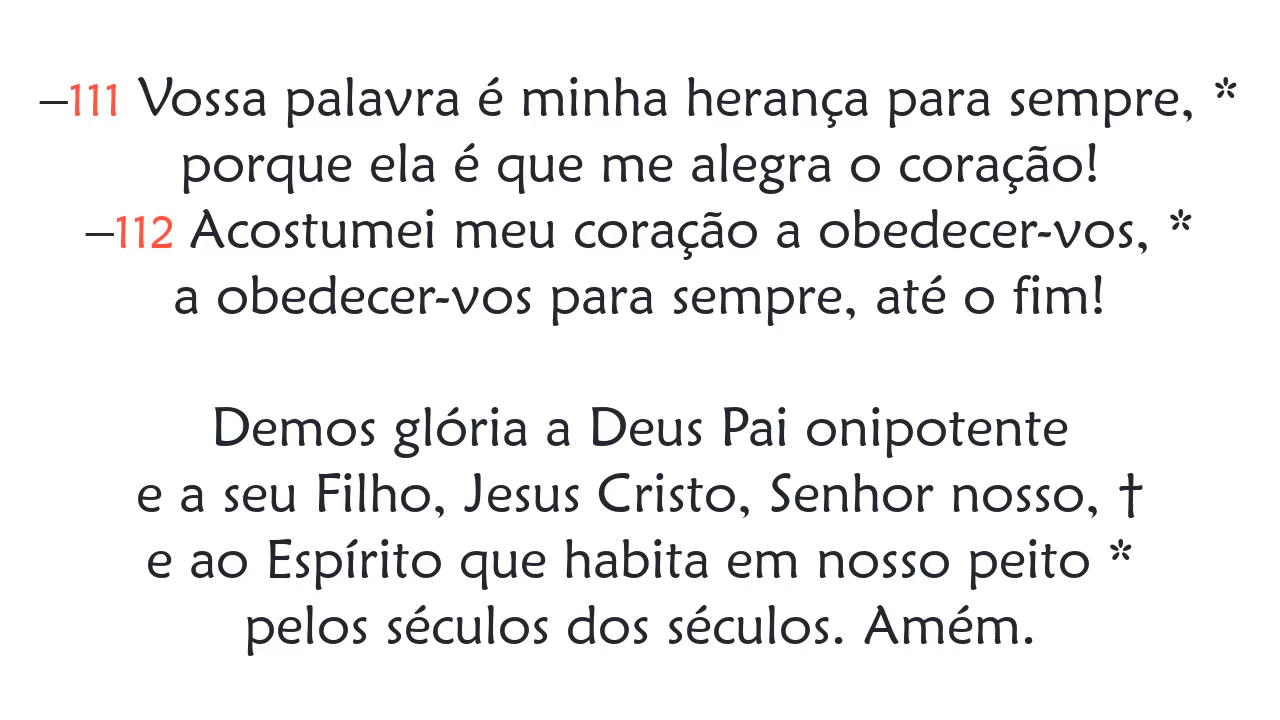 –111 Vossa palavra é minha herança para sempre, *
porque ela é que me alegra o coração!
–112 Acostumei meu coração a obedecer-vos, *
a obedecer-vos para sempre, até o fim!
Demos glória a Deus Pai onipotente
e a seu Filho, Jesus Cristo, Senhor nosso, †
e ao Espírito que habita em nosso peito *
pelos séculos dos séculos. Amém.